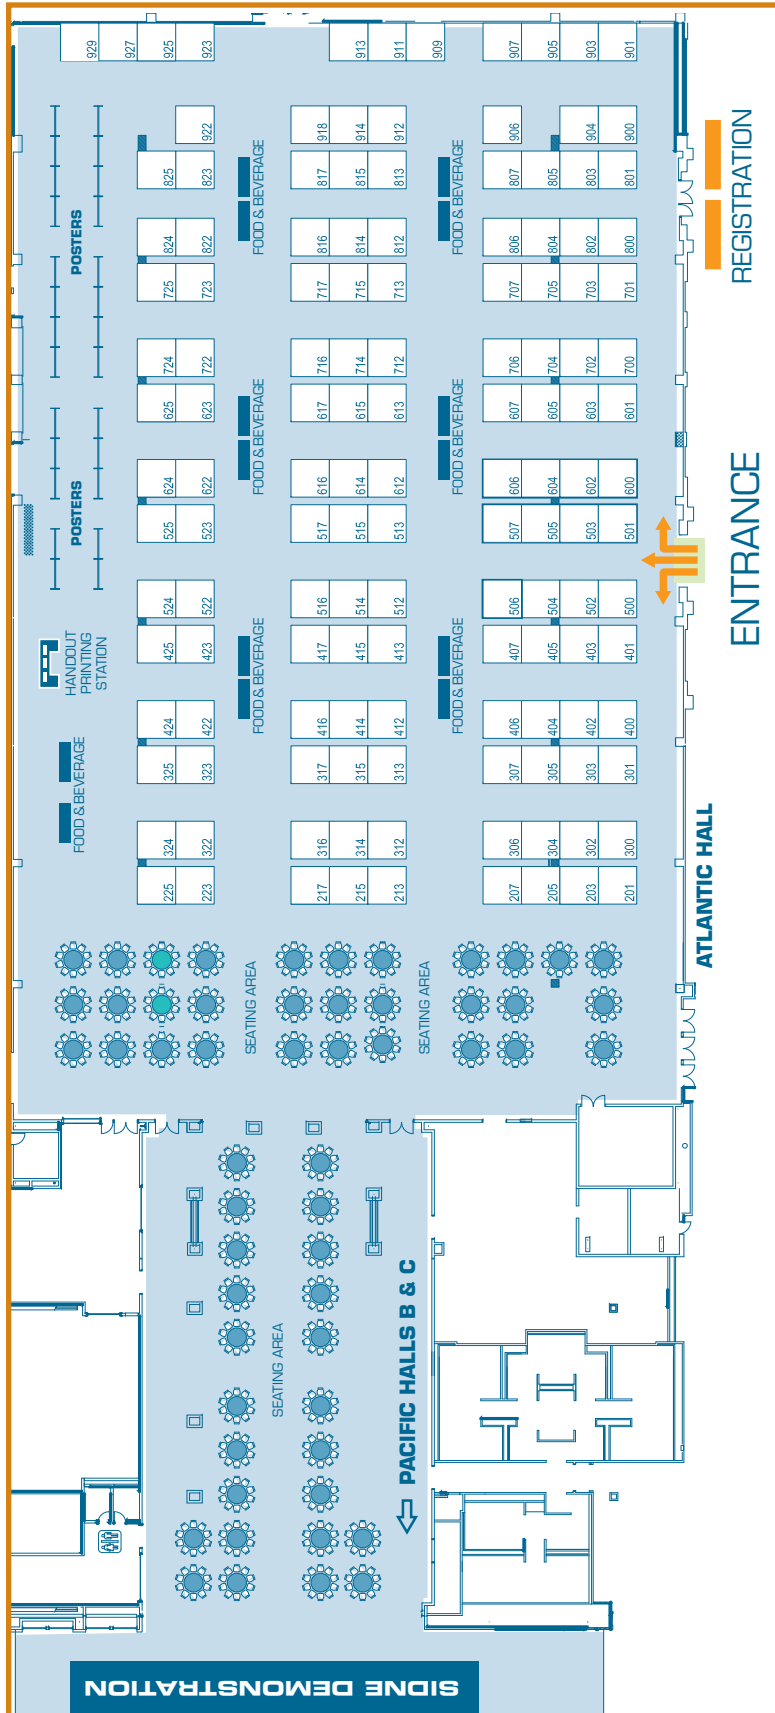 929 927 925 923 913 911 909 907 905 903 901
922 918 914 912 906 904 900
825 823 817 815 813 807 805 803 801
824 822 816 814 812 806 804 802 800
725 723 717 715 713 707 705 703 701
724 722 716 714 712 706 704 702 700
625 623 617 615 613 607 605 603 601
624 622 616 614 612 606 604 602 600
525 523 517 515 513 507 505 503 501
524 522 516 514 512 506 504 502 500
425 423 417 415 413 407 405 403 401
424 422 416 414 412 406 404 402 400
325 323 317 315 313 307 305 303 301
324 322 316 314 312 306 304 302 300
225 223 217 215 213 207 205 203 201
POSTERS
POSTERS
FOOD & BEVERAGE
FOOD & BEVERAGE
FOOD & BEVERAGE
FOOD & BEVERAGE
FOOD & BEVERAGE
FOOD & BEVERAGE
FOOD & BEVERAGE
HANDOUT
PRINTING
STATION
REGISTRATION
ENTRANCE
ATLANTIC HALL
SEATING AREA
SEATING AREA
SEATING AREA
PACIFIC HALLS B & C
SIDNE DEMONSTRATION